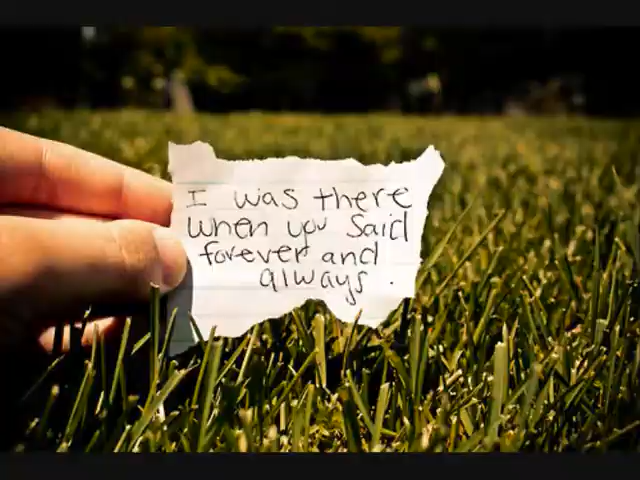 I was there
when you said
forever and
always.